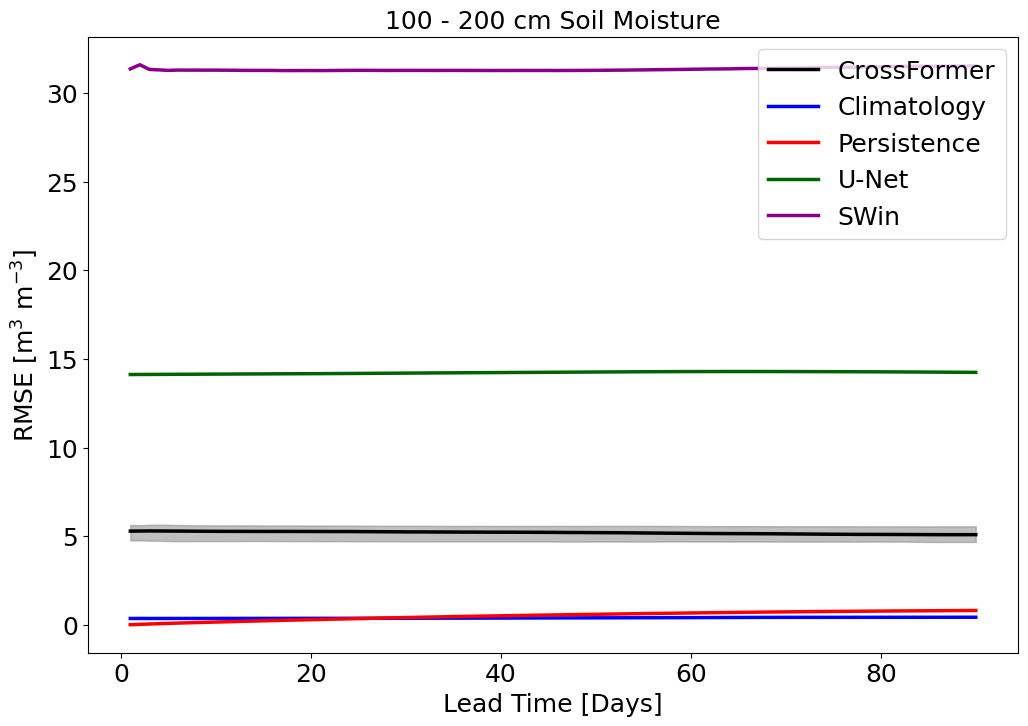 100 - 200 cm Soil Moisture
RMSE [m³ m⁻³]
30
25
20
15
10
5
0
0 20 40 60 80
Lead Time [Days]
CrossFormer
Climatology
Persistence
U-Net
SWin